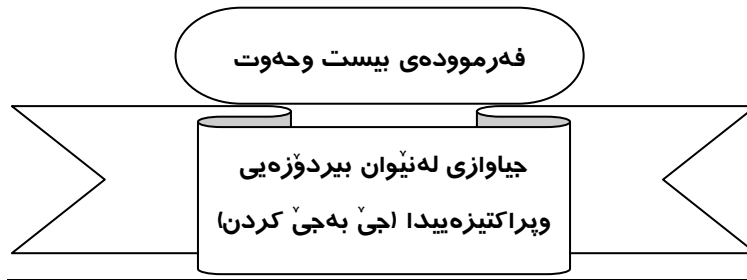 فەرموودەی بیست وحەوت
جیاوازی لەنێوان بیردۆزەیی
وپراکتیزەییدا (جێ بەجێ کردن)